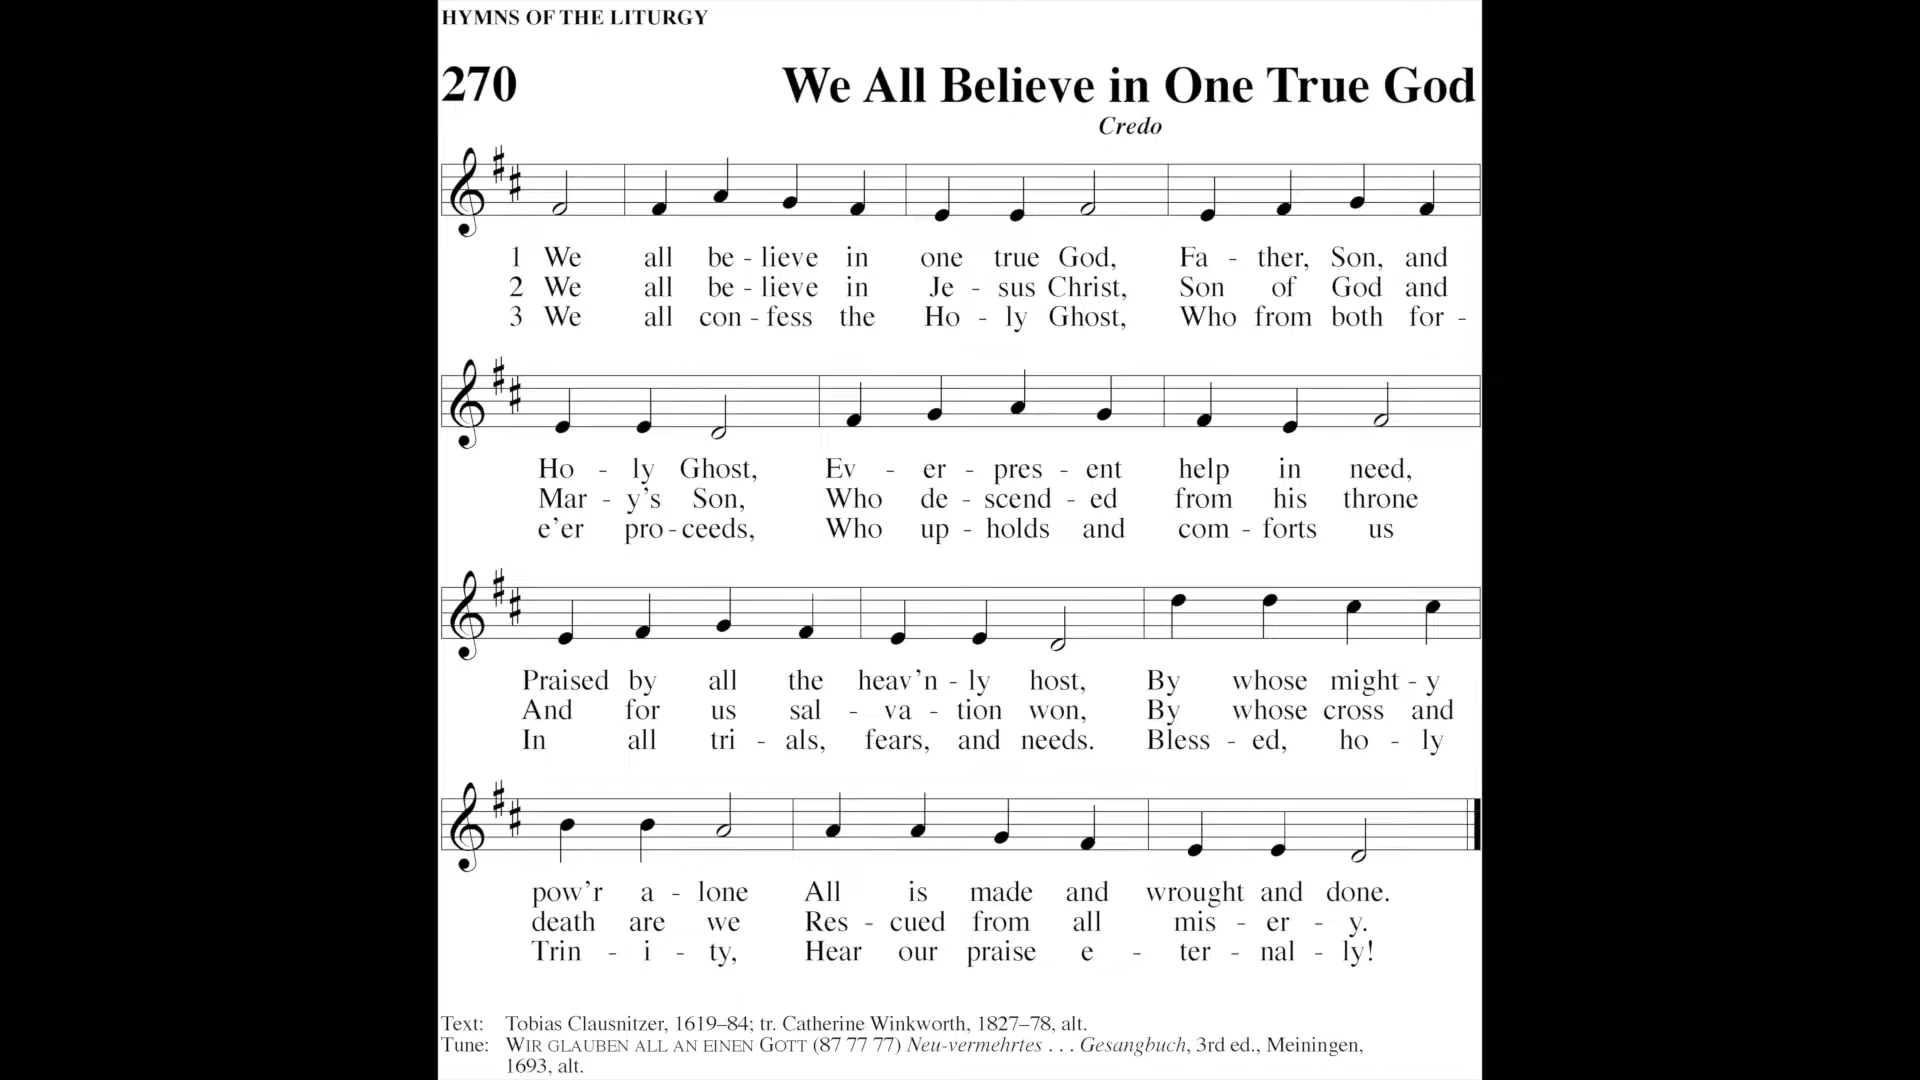 HYMNS OF THE LITURGY
270 We All Believe in One True God
Credo
1 We all be - lieve in one true God, Fa - ther, Son, and
2 We all be - lieve in Je - sus Christ, Son of God and
3 We all con - fess the Ho - ly Ghost, Who from both for -
Ho - ly Ghost, Ev - er - pres - ent help in need,
Mar - y's Son, Who de - scend - ed from his throne
e'er pro - ceeds, Who up - holds and com - forts us
Praised by all the heav'n - ly host, By whose might - y
And for us sal - va - tion won, By whose cross and
In all tri - als, fears, and needs. Bless - ed, ho - ly
pow'r a - lone All is made and wrought and done.
death are we Res - cued from all mis - er - y.
Trin - i - ty, Hear our praise e - ter - nal - ly!
Text: Tobias Clausnitzer, 1619–84; tr. Catherine Winkworth, 1827–78, alt.
Tune: WIR GLAUBEN ALL AN EINEN GOTT (87 77 77) Neu-vermehrtes . . . Gesangbuch, 3rd ed., Meiningen,
1693, alt.